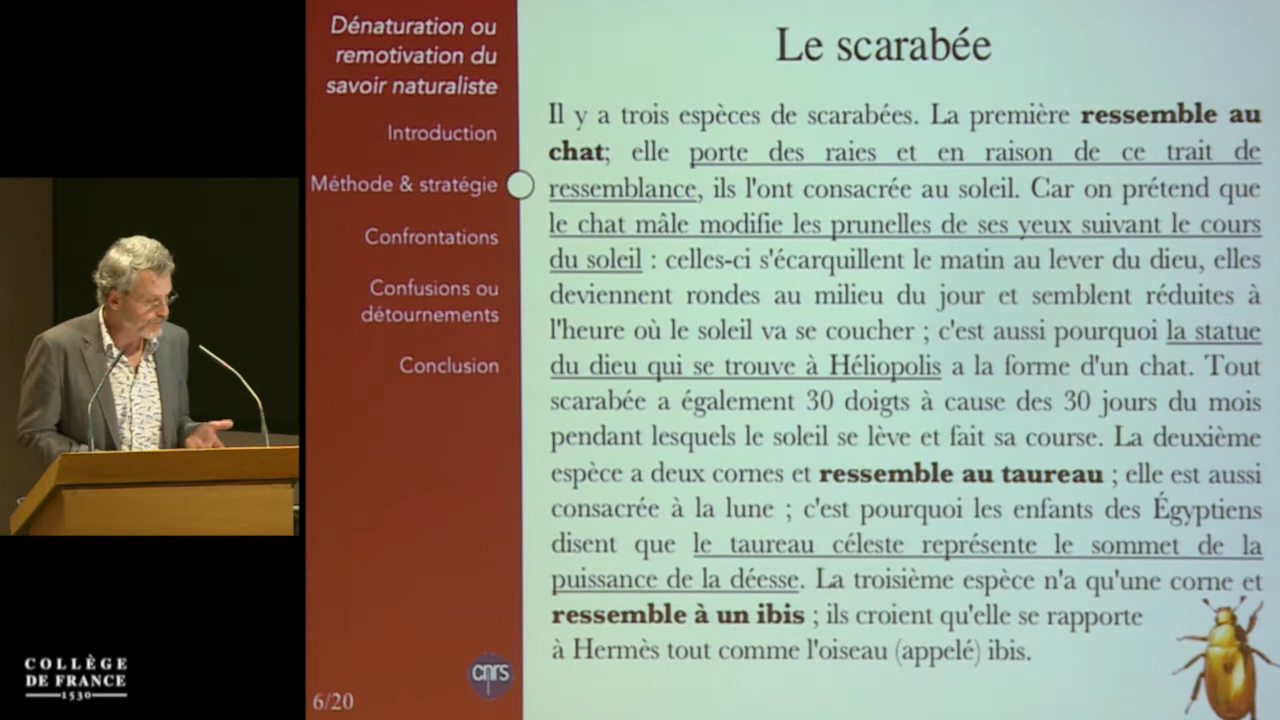 Dénaturation ou
remotivation du
savoir naturaliste
Introduction
Méthode & stratégie
Confrontations
Confusions ou
détournements
Conclusion
cnrs
6/20
Le scarabée
Il y a trois espèces de scarabées. La première ressemble au
chat; elle porte des raies et en raison de ce trait de
ressemblance, ils l'ont consacrée au soleil. Car on prétend que
le chat mâle modifie les prunelles de ses yeux suivant le cours
du soleil : celles-ci s'écarquillent le matin au lever du dieu, elles
deviennent rondes au milieu du jour et semblent réduites à
l'heure où le soleil va se coucher ; c'est aussi pourquoi la statue
du dieu qui se trouve à Héliopolis a la forme d'un chat. Tout
scarabée a également 30 doigts à cause des 30 jours du mois
pendant lesquels le soleil se lève et fait sa course. La deuxième
espèce a deux cornes et ressemble au taureau ; elle est aussi
consacrée à la lune ; c'est pourquoi les enfants des Égyptiens
disent que le taureau céleste représente le sommet de la
puissance de la déesse. La troisième espèce n'a qu'une corne et
ressemble à un ibis ; ils croient qu'elle se rapporte
à Hermès tout comme l'oiseau (appelé) ibis.
COLLÈGE
DE FRANCE
1530